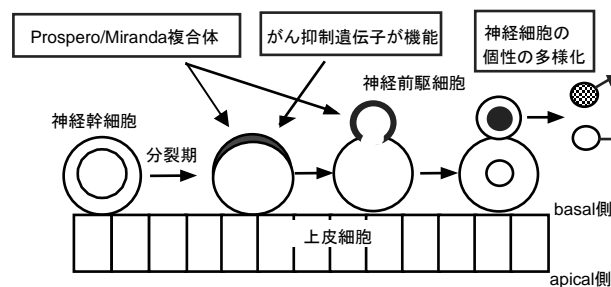 Prospero/Miranda複合体
がん抑制遺伝子が機能
神経細胞の
個性の多様化
神経前駆細胞
神経幹細胞
分裂期
basal側
上皮細胞
apical側